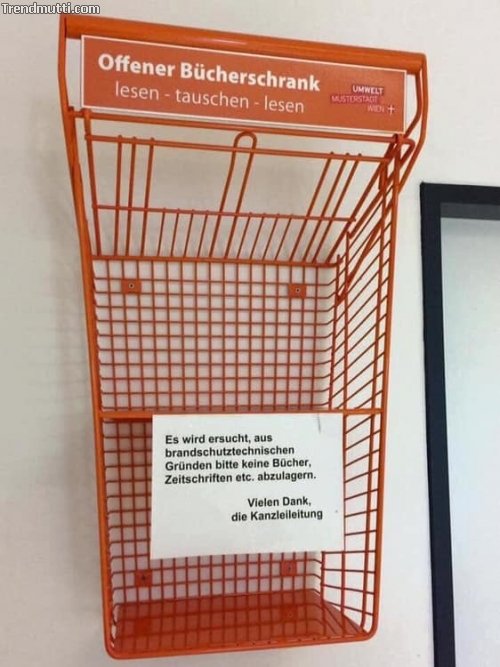 Trendmutti.com
Offener Bücherschrank
lesen - tauschen - lesen
UMWELT
MUSTERSTADT
WIEN
Es wird ersucht, aus
brandschutztechnischen
Gründen bitte keine Bücher,
Zeitschriften etc. abzulagern.
Vielen Dank,
die Kanzleileitung